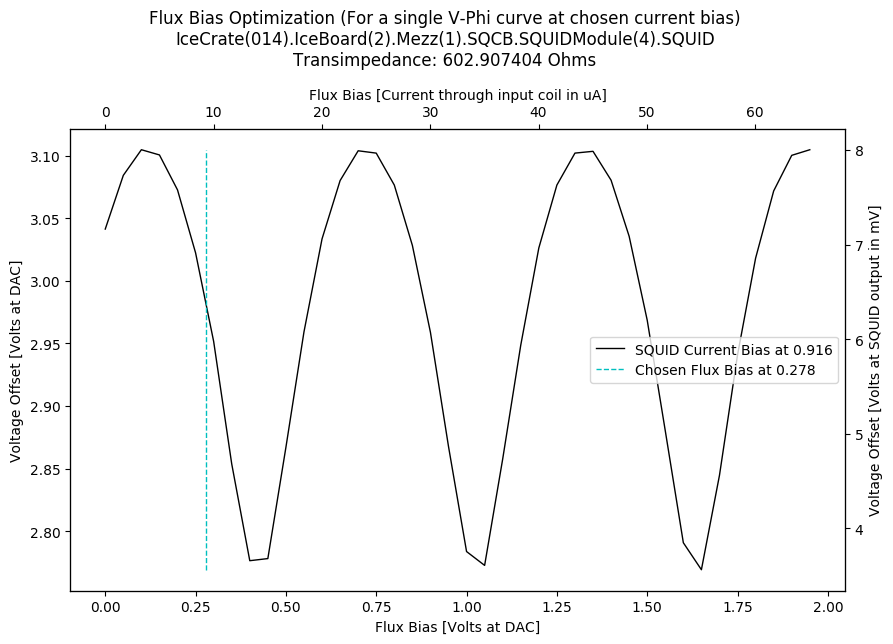 Flux Bias Optimization (For a single V-Phi curve at chosen current bias)
IceCrate(014).IceBoard(2).Mezz(1).SQCB.SQUIDModule(4).SQUID
Transimpedance: 602.907404 Ohms
Flux Bias [Current through input coil in uA]
0 10 20 30 40 50 60
Voltage Offset [Volts at DAC]
3.10
3.05
3.00
2.95
2.90
2.85
2.80
SQUID Current Bias at 0.916
Chosen Flux Bias at 0.278
8
7
6
5
4
Voltage Offset [Volts at SQUID output in mV]
0.00 0.25 0.50 0.75 1.00 1.25 1.50 1.75 2.00
Flux Bias [Volts at DAC]